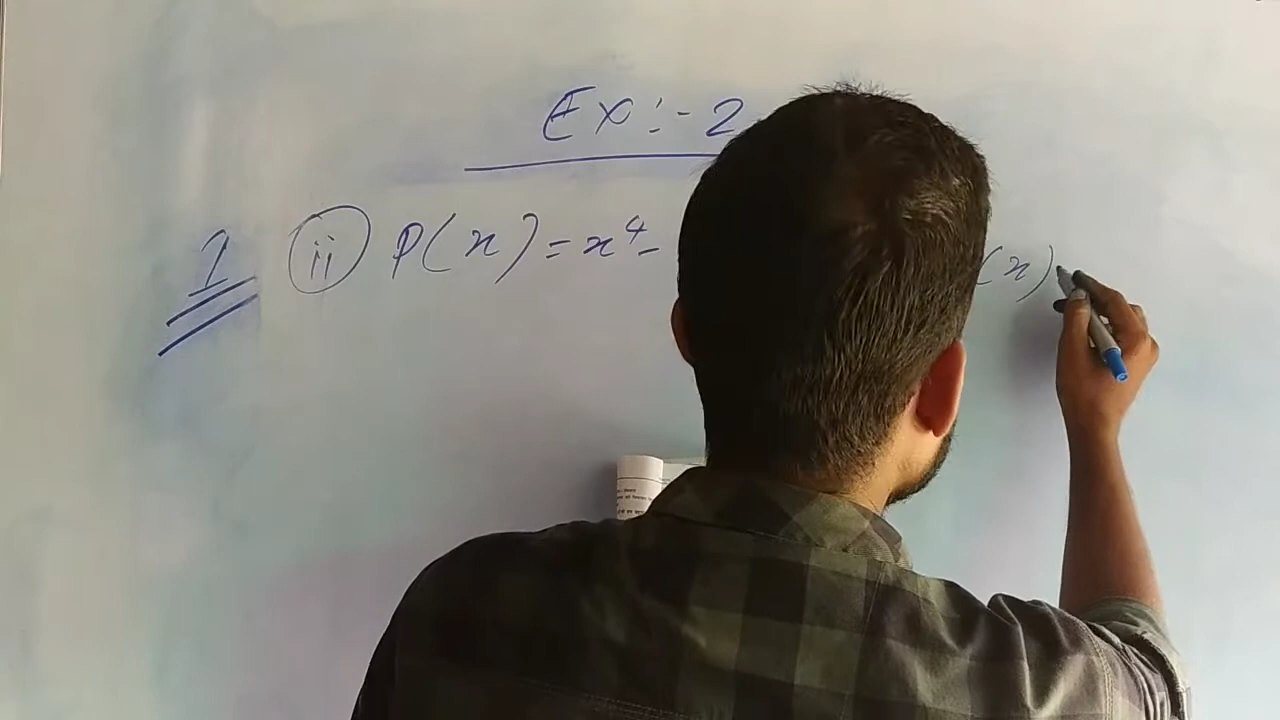 Ex:-2
1 (ii) P(x)=x⁴- (x)